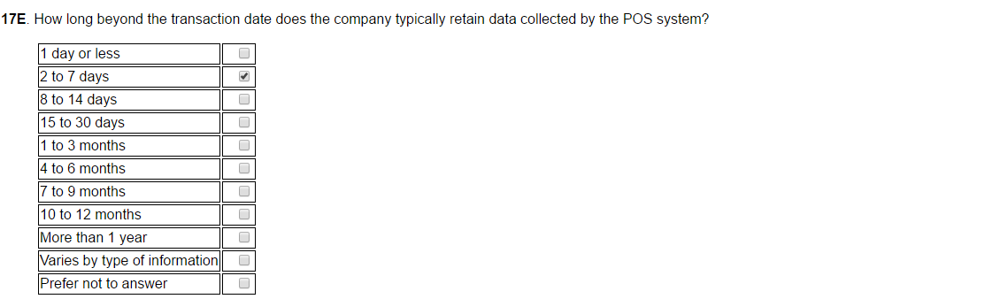 17E. How long beyond the transaction date does the company typically retain data collected by the POS system?
1 day or less
2 to 7 days
8 to 14 days
15 to 30 days
1 to 3 months
4 to 6 months
7 to 9 months
10 to 12 months
More than 1 year
Varies by type of information
Prefer not to answer